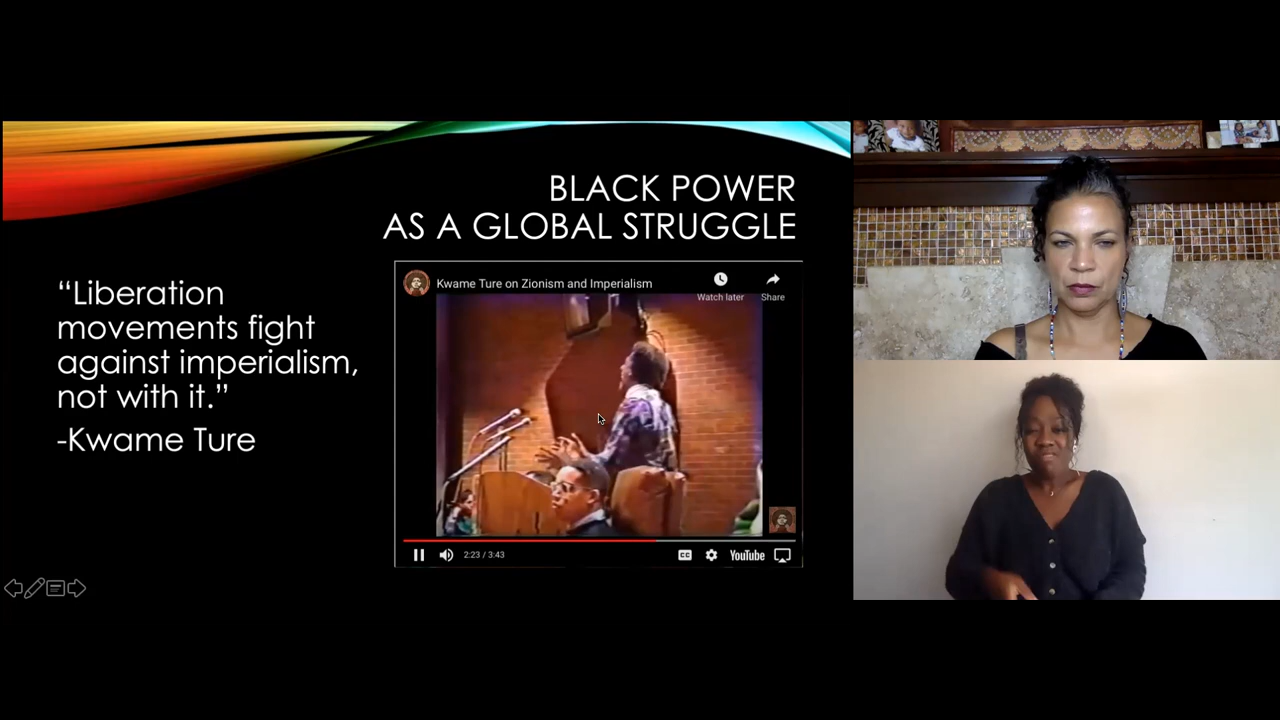 BLACK POWER
AS A GLOBAL STRUGGLE
“Liberation
movements fight
against imperialism,
not with it.”
-Kwame Ture
Kwame Ture on Zionism and Imperialism
Watch later
Share
2:23 / 3:43
CC
YouTube